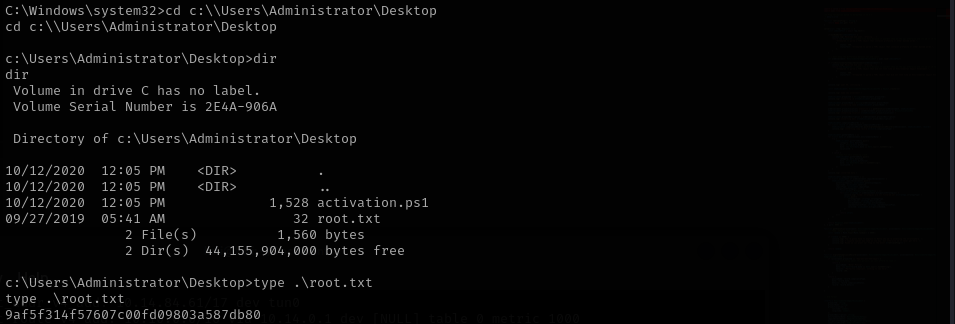 C:\Windows\system32>cd c:\\Users\Administrator\Desktop
cd c:\\Users\Administrator\Desktop
c:\Users\Administrator\Desktop>dir
dir
 Volume in drive C has no label.
 Volume Serial Number is 2E4A-906A
 Directory of c:\Users\Administrator\Desktop
10/12/2020  12:05 PM    <DIR>          .
10/12/2020  12:05 PM    <DIR>          ..
10/12/2020  12:05 PM             1,528 activation.ps1
09/27/2019  05:41 AM                32 root.txt
               2 File(s)          1,560 bytes
               2 Dir(s)  44,155,904,000 bytes free
c:\Users\Administrator\Desktop>type .\root.txt
type .\root.txt
9af5f314f57607c00fd09803a587db80